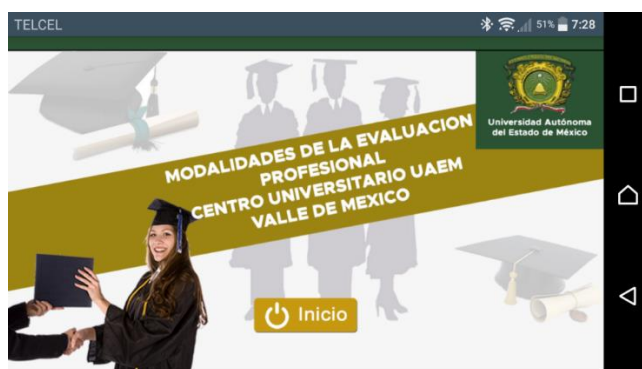 TELCEL
51% 7:28
Universidad Autónoma
del Estado de México
MODALIDADES DE LA EVALUACION
PROFESIONAL
CENTRO UNIVERSITARIO UAEM
VALLE DE MEXICO
Inicio